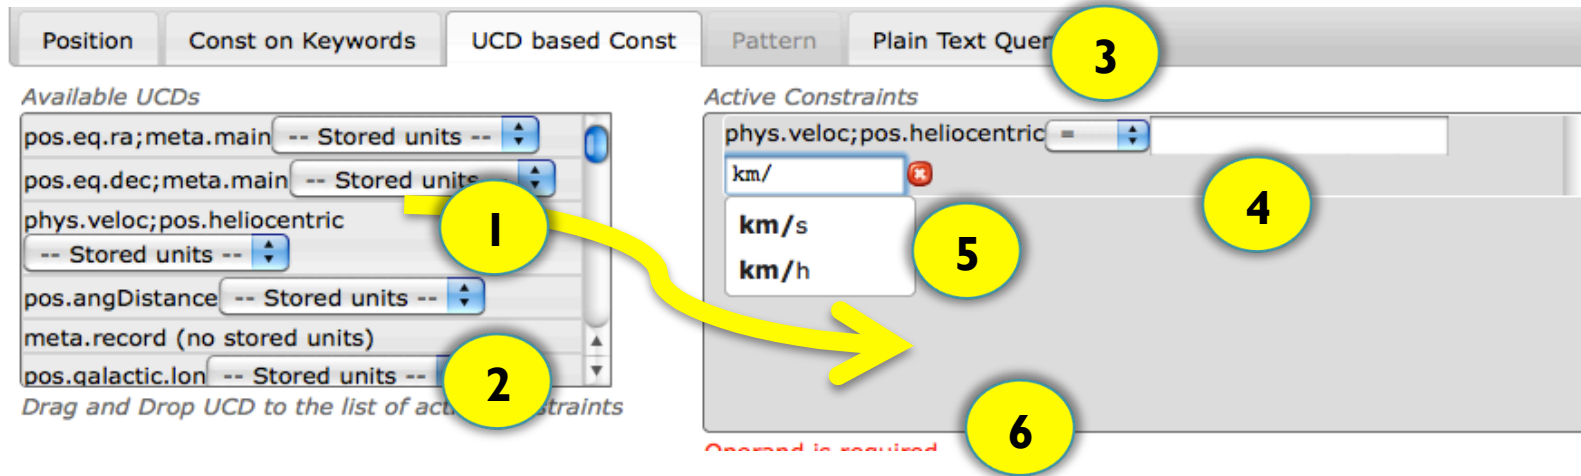 Position Const on Keywords UCD based Const Pattern Plain Text Quer 3
Available UCDs
pos.eq.ra;meta.main -- Stored units --
pos.eq.dec;meta.main -- Stored units --
phys.veloc;pos.heliocentric
-- Stored units --
1
pos.angDistance -- Stored units --
meta.record (no stored units)
pos.galactic.lon -- Stored units --
2
Drag and Drop UCD to the list of act straints
Active Constraints
phys.veloc;pos.heliocentric =
km/
4
km/s
5
km/h
6
Operand is required